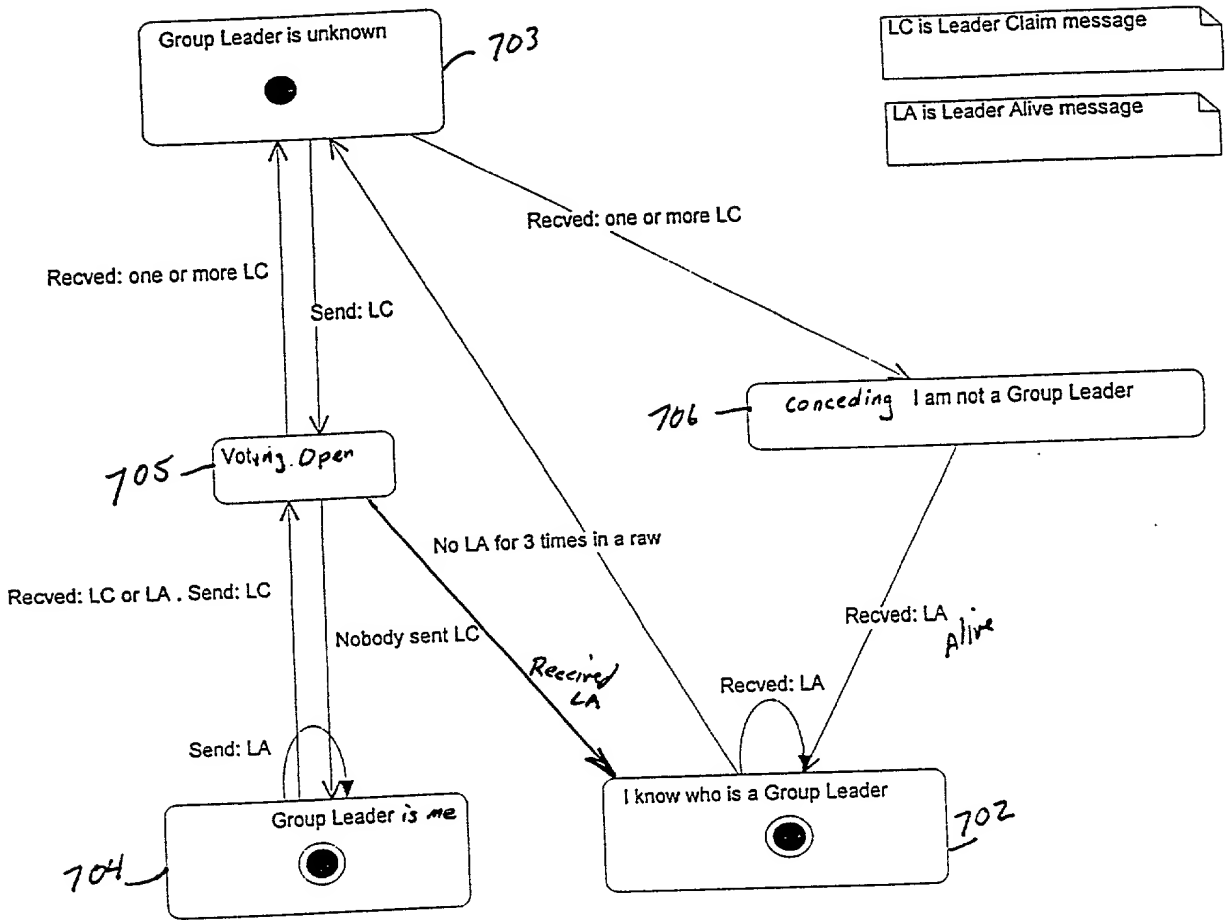 Group Leader is unknown
703
LC is Leader Claim message
LA is Leader Alive message
Recved: one or more LC
Recved: one or more LC
Send: LC
706
Conceding I am not a Group Leader
705
Voting.Open
No LA for 3 times in a raw
Recved: LC or LA . Send: LC
Nobody sent LC
Recved: LA
Alive
Received
LA
Recved: LA
Send: LA
Group Leader is me
I know who is a Group Leader
702
704